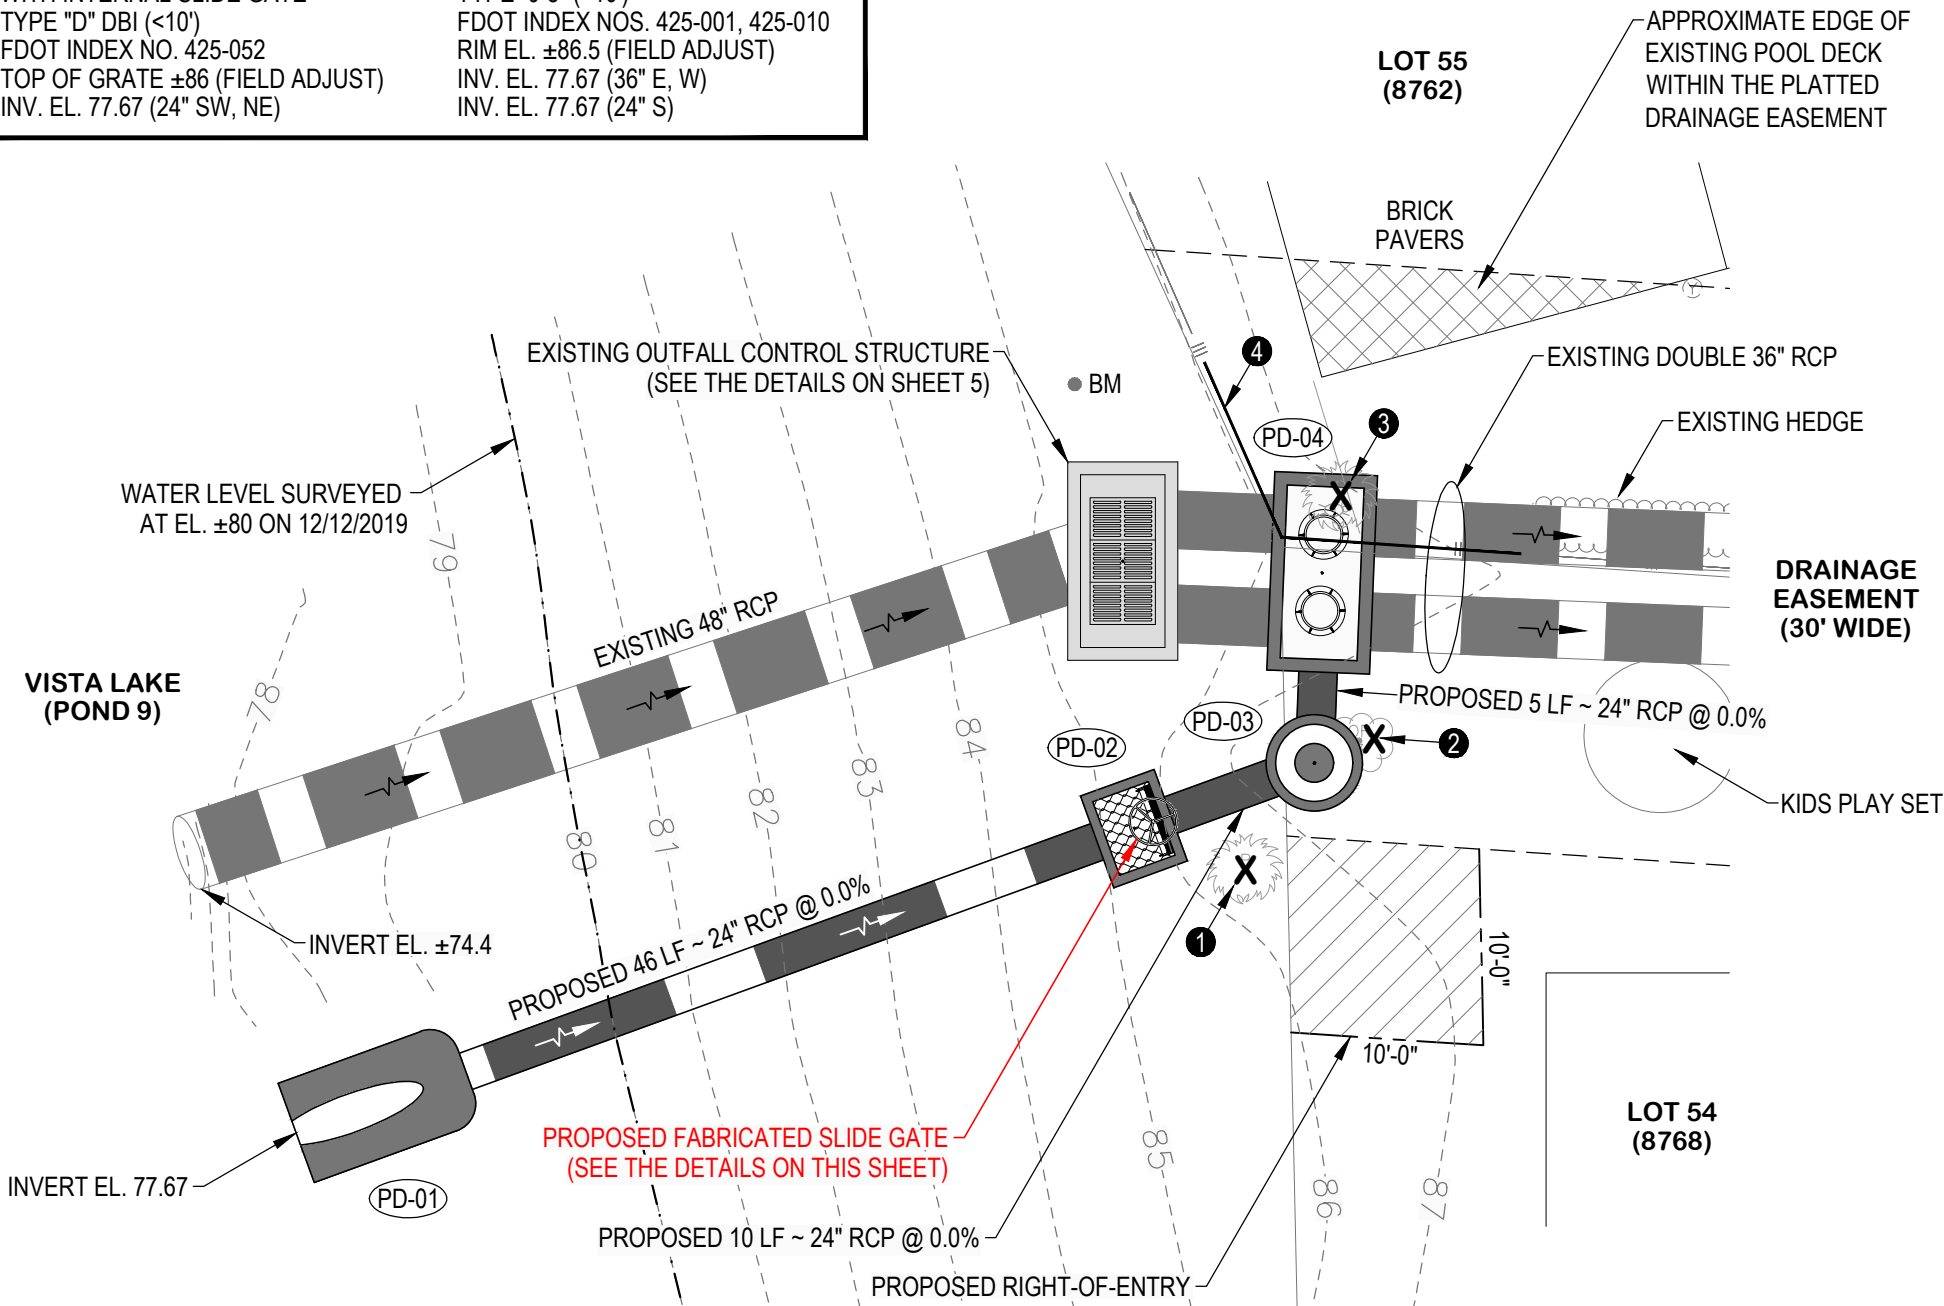 TYPE "D" DBI (<10')
FDOT INDEX NO. 425-052
TOP OF GRATE ±86 (FIELD ADJUST)
INV. EL. 77.67 (24" SW, NE)
FDOT INDEX NOS. 425-001, 425-010
RIM EL. ±86.5 (FIELD ADJUST)
INV. EL. 77.67 (36" E, W)
INV. EL. 77.67 (24" S)
LOT 55
(8762)
APPROXIMATE EDGE OF
EXISTING POOL DECK
WITHIN THE PLATTED
DRAINAGE EASEMENT
BRICK
PAVERS
EXISTING OUTFALL CONTROL STRUCTURE
(SEE THE DETAILS ON SHEET 5)
BM
4
EXISTING DOUBLE 36" RCP
PD-04
3
EXISTING HEDGE
WATER LEVEL SURVEYED
AT EL. ±80 ON 12/12/2019
79
EXISTING 48" RCP
DRAINAGE
EASEMENT
(30' WIDE)
VISTA LAKE
(POND 9)
78
PROPOSED 5 LF ~ 24" RCP @ 0.0%
PD-03
PD-02
2
84
83
82
81
80
KIDS PLAY SET
INVERT EL. ±74.4
PROPOSED 46 LF ~ 24" RCP @ 0.0%
1
10'-0"
10'-0"
PROPOSED FABRICATED SLIDE GATE
(SEE THE DETAILS ON THIS SHEET)
85
86
87
LOT 54
(8768)
INVERT EL. 77.67
PD-01
PROPOSED 10 LF ~ 24" RCP @ 0.0%
PROPOSED RIGHT-OF-ENTRY